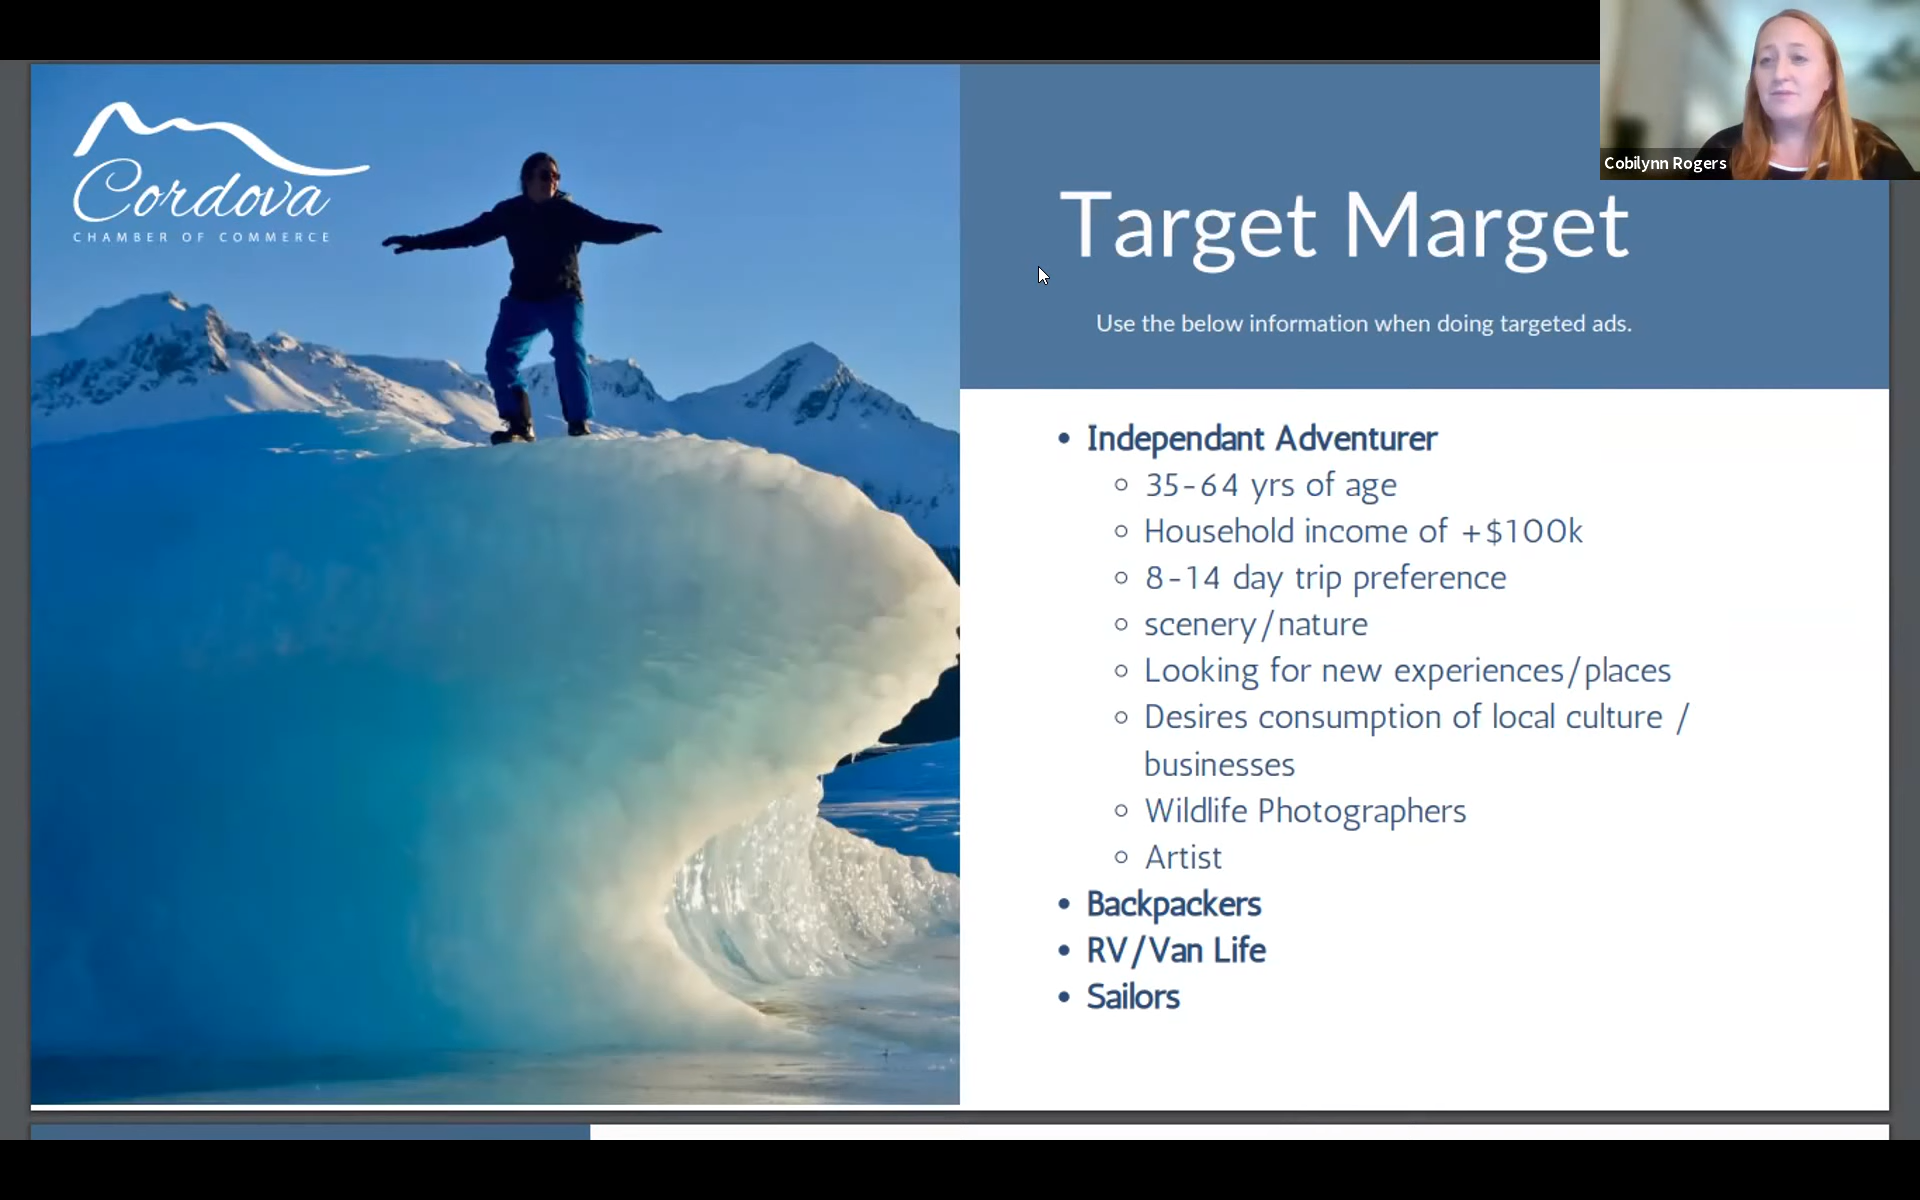 Cordova
CHAMBER OF COMMERCE
Cobilynn Rogers
Target Marget
Use the below information when doing targeted ads.
• Independant Adventurer
○ 35-64 yrs of age
○ Household income of +$100k
○ 8-14 day trip preference
○ scenery/nature
○ Looking for new experiences/places
○ Desires consumption of local culture /
businesses
○ Wildlife Photographers
○ Artist
• Backpackers
• RV/Van Life
• Sailors